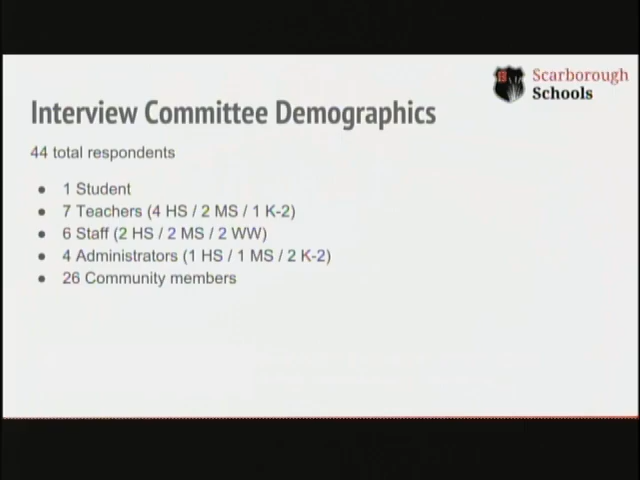 Scarborough
Schools
Interview Committee Demographics
44 total respondents
● 1 Student
● 7 Teachers (4 HS / 2 MS / 1 K-2)
● 6 Staff (2 HS / 2 MS / 2 WW)
● 4 Administrators (1 HS / 1 MS / 2 K-2)
● 26 Community members